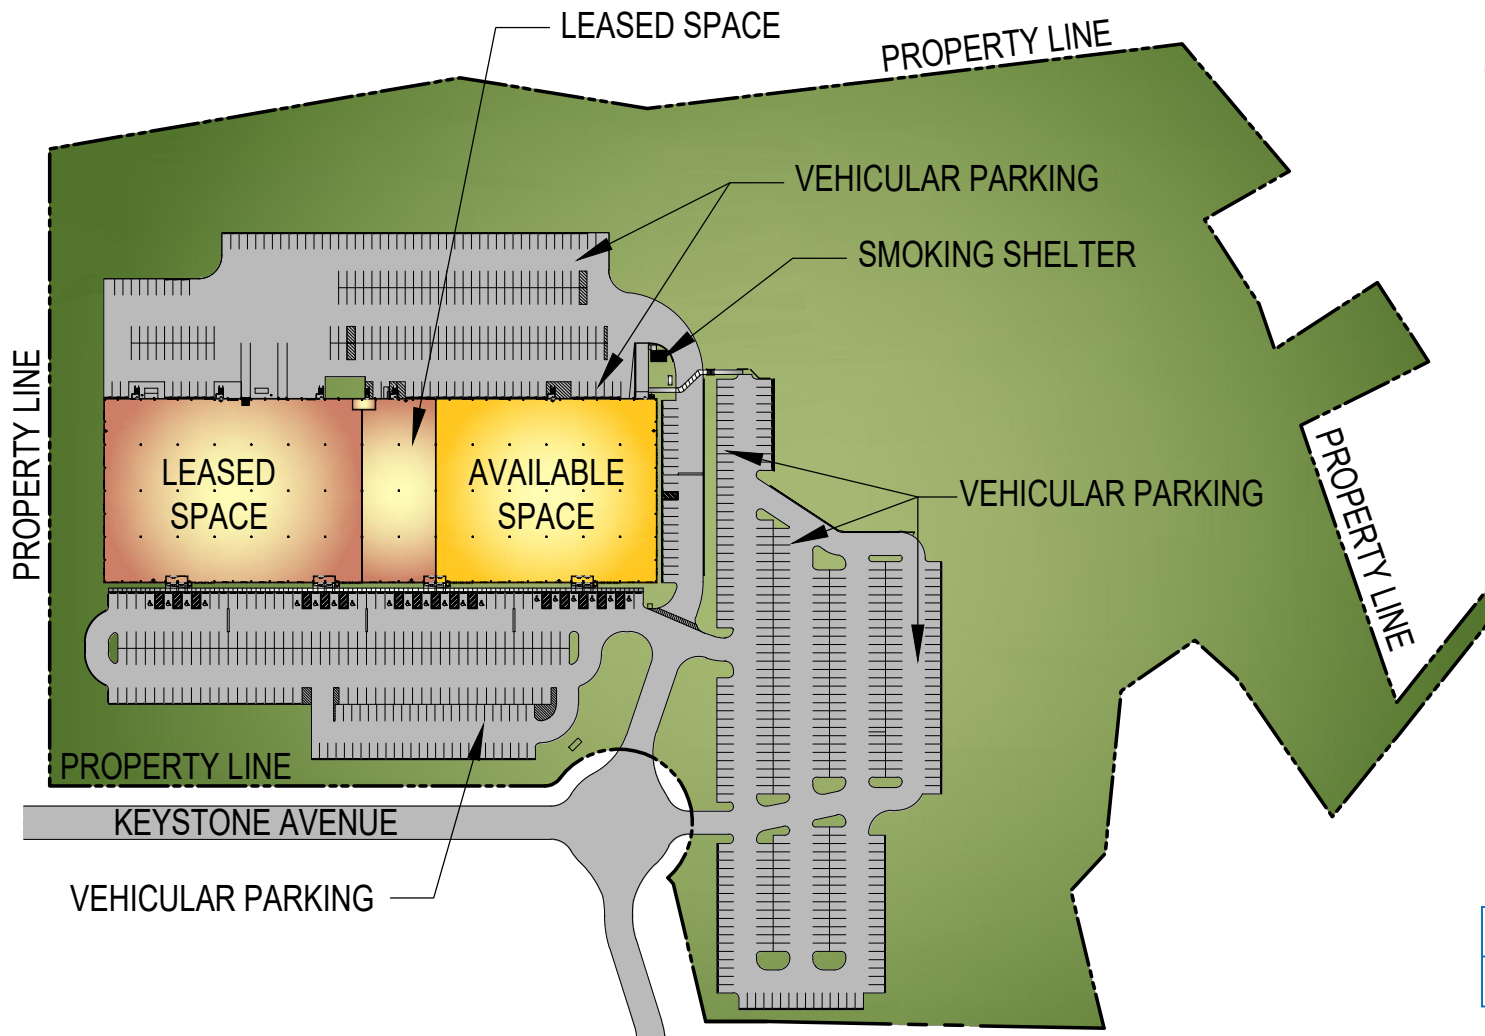 LEASED SPACE
PROPERTY LINE
VEHICULAR PARKING
SMOKING SHELTER
PROPERTY LINE
LEASED
SPACE
AVAILABLE
SPACE
VEHICULAR PARKING
PROPERTY LINE
PROPERTY LINE
KEYSTONE AVENUE
VEHICULAR PARKING